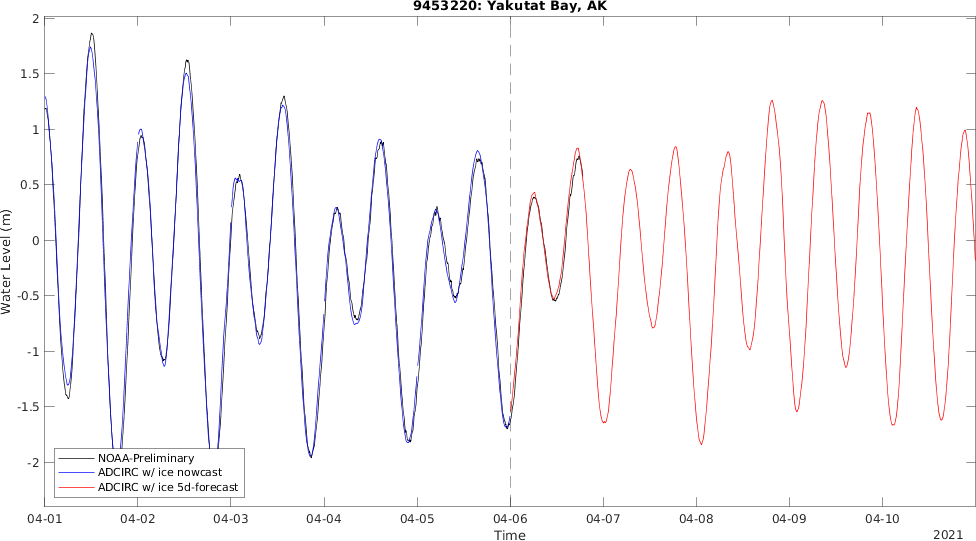 9453220: Yakutat Bay, AK
2
1.5
1
0.5
0
-0.5
-1
-1.5
-2
Water Level (m)
NOAA-Preliminary
ADCIRC w/ ice nowcast
ADCIRC w/ ice 5d-forecast
04-01 04-02 04-03 04-04 04-05 04-06 04-07 04-08 04-09 04-10
Time
2021